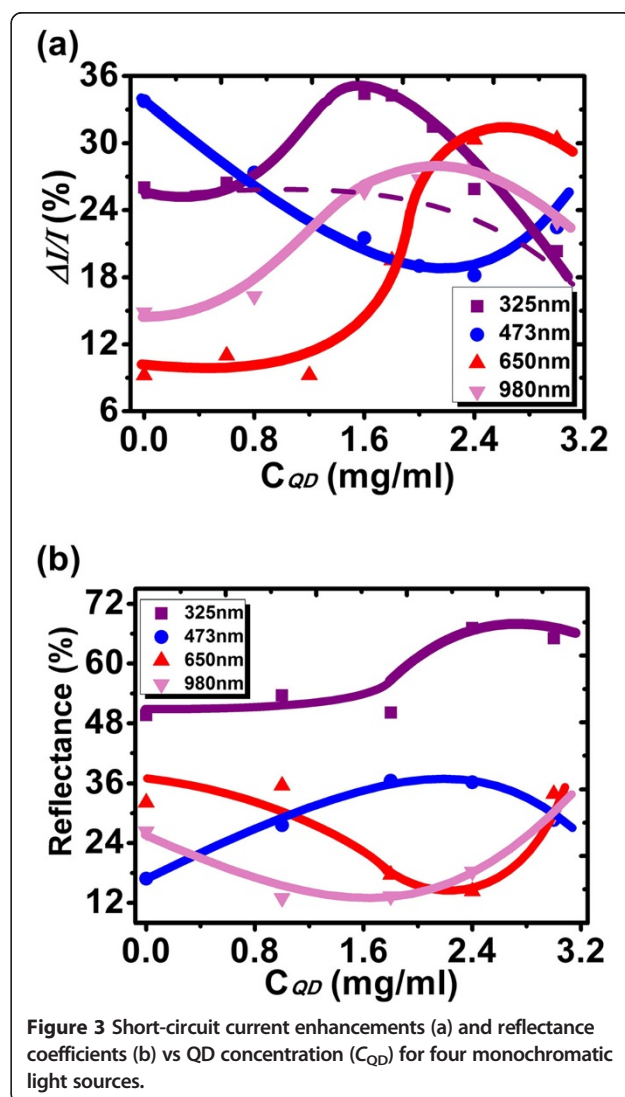 (a)
36
30
24
18
12
6
ΔI/I (%)
325nm
473nm
650nm
980nm
0.0 0.8 1.6 2.4 3.2
C_QD (mg/ml)
(b)
72
60
48
36
24
12
Reflectance (%)
325nm
473nm
650nm
980nm
0.0 0.8 1.6 2.4 3.2
C_QD (mg/ml)
Figure 3 Short-circuit current enhancements (a) and reflectance
coefficients (b) vs QD concentration (C_QD) for four monochromatic
light sources.